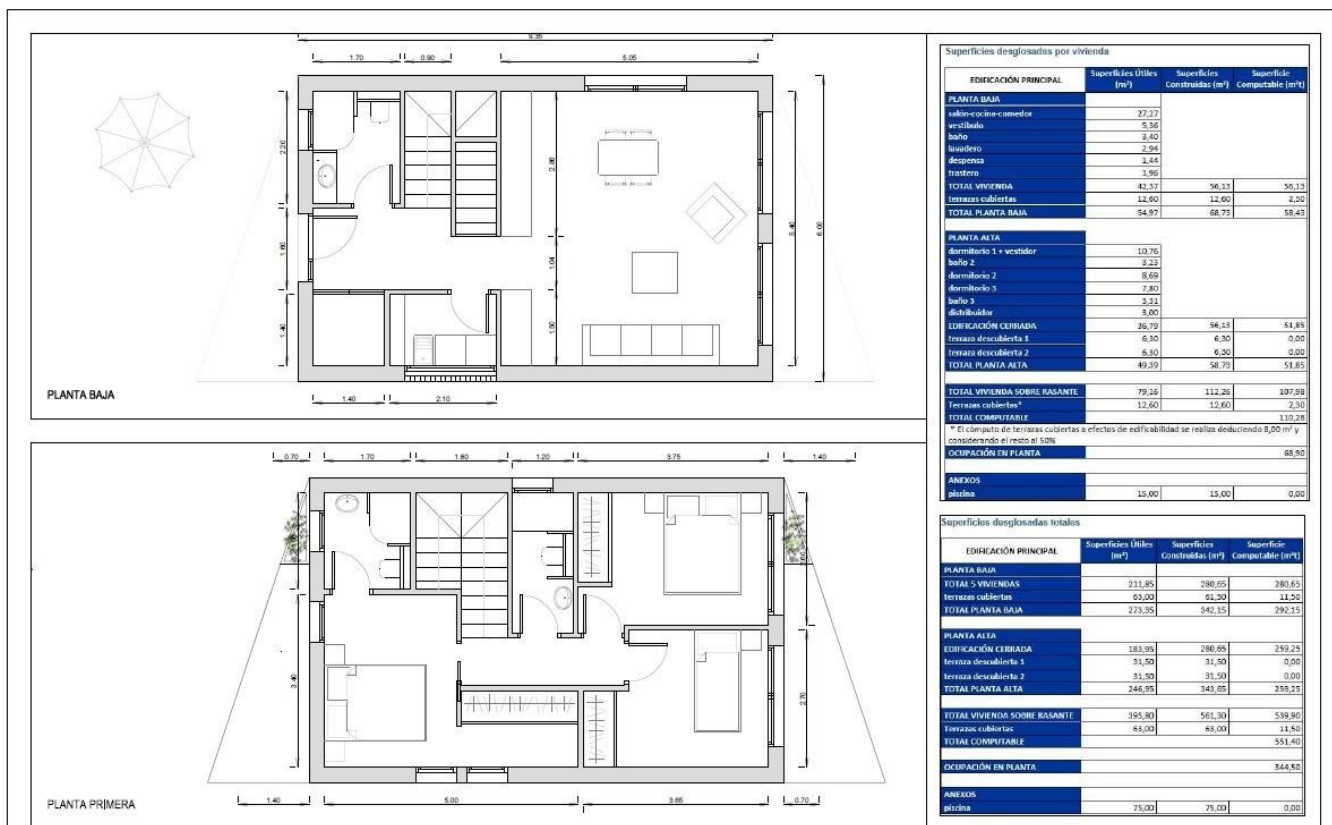 9.35
1.70 0.90 5.05
2.20 2.86 5.40 6.00
1.60 1.04
1.40 1.50
1.40 2.10
PLANTA BAJA
0.70 1.70 1.80 1.20 3.75 1.40
3.40 2.70
1.40 5.00 3.65 0.70
PLANTA PRIMERA
Superficies desglosadas por vivienda
EDIFICACIÓN PRINCIPAL Superficies Útiles (m²) Superficies Construidas (m²) Superficie Computable (m²t)
PLANTA BAJA
salón-cocina-comedor 27,27
vestíbulo 5,36
baño 3,40
lavadero 2,94
despensa 1,44
trastero 1,96
TOTAL VIVIENDA 42,37 56,13 56,13
terrazas cubiertas 12,60 12,60 2,30
TOTAL PLANTA BAJA 54,97 68,73 58,43
PLANTA ALTA
dormitorio 1 + vestidor 10,76
baño 2 3,23
dormitorio 2 8,69
dormitorio 3 7,80
baño 3 3,31
distribuidor 3,00
EDIFICACIÓN CERRADA 36,79 56,13 51,85
terraza descubierta 1 6,30 6,30 0,00
terraza descubierta 2 6,30 6,30 0,00
TOTAL PLANTA ALTA 49,39 58,73 51,85
TOTAL VIVIENDA SOBRE RASANTE 79,16 112,26 107,98
Terrazas cubiertas* 12,60 12,60 2,30
TOTAL COMPUTABLE 110,28
* El cómputo de terrazas cubiertas a efectos de edificabilidad se realiza deduciendo 8,00 m² y
considerando el resto al 50%
OCUPACIÓN EN PLANTA 68,90
ANEXOS
piscina 15,00 15,00 0,00
Superficies desglosadas totales
EDIFICACIÓN PRINCIPAL Superficies Útiles (m²) Superficies Construidas (m²) Superficie Computable (m²t)
PLANTA BAJA
TOTAL 5 VIVIENDAS 211,85 280,65 280,65
terrazas cubiertas 63,00 61,50 11,50
TOTAL PLANTA BAJA 273,35 342,15 292,15
PLANTA ALTA
EDIFICACIÓN CERRADA 183,95 280,65 259,25
terraza descubierta 1 31,50 31,50 0,00
terraza descubierta 2 31,50 31,50 0,00
TOTAL PLANTA ALTA 246,95 343,65 259,25
TOTAL VIVIENDA SOBRE RASANTE 395,80 561,30 539,90
Terrazas cubiertas 63,00 63,00 11,50
TOTAL COMPUTABLE 551,40
OCUPACIÓN EN PLANTA 344,50
ANEXOS
piscina 75,00 75,00 0,00